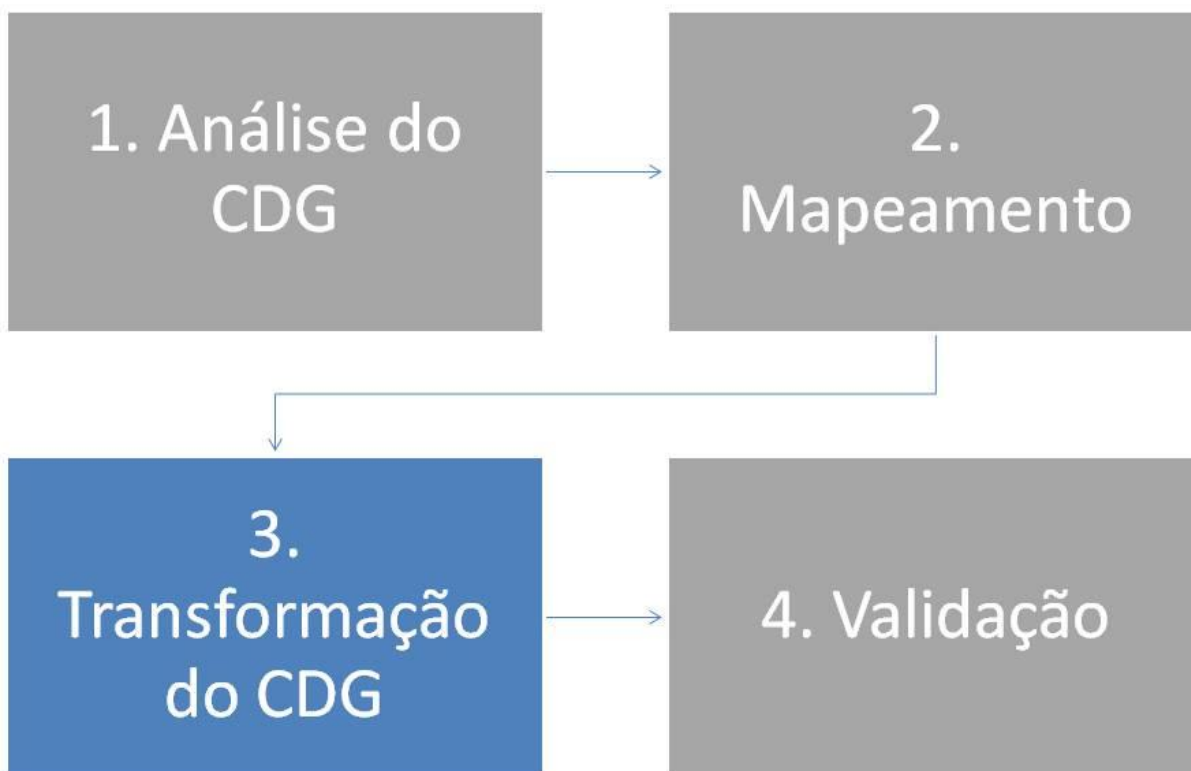 1. Análise do
CDG
2.
Mapeamento
3.
Transformação
do CDG
4. Validação